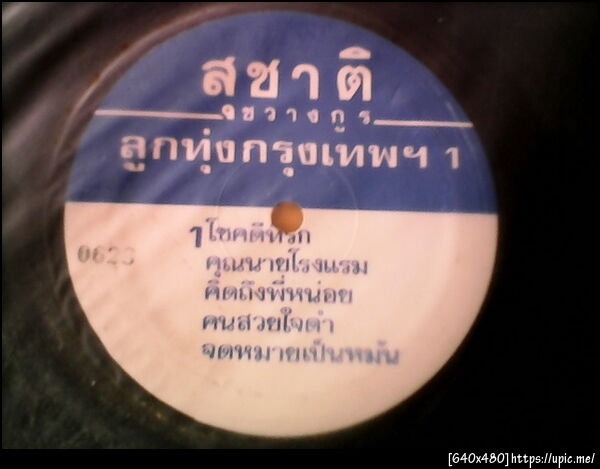 สุชาติ
ชวางกูร
ลูกทุ่งกรุงเทพฯ 1
1
โชคดีที่รัก
0623
คุณนายโรงแรม
คิดถึงพี่หน่อย
คนสวยใจดำ
จดหมายเป็นหมัน
[640x480]https://upic.me/